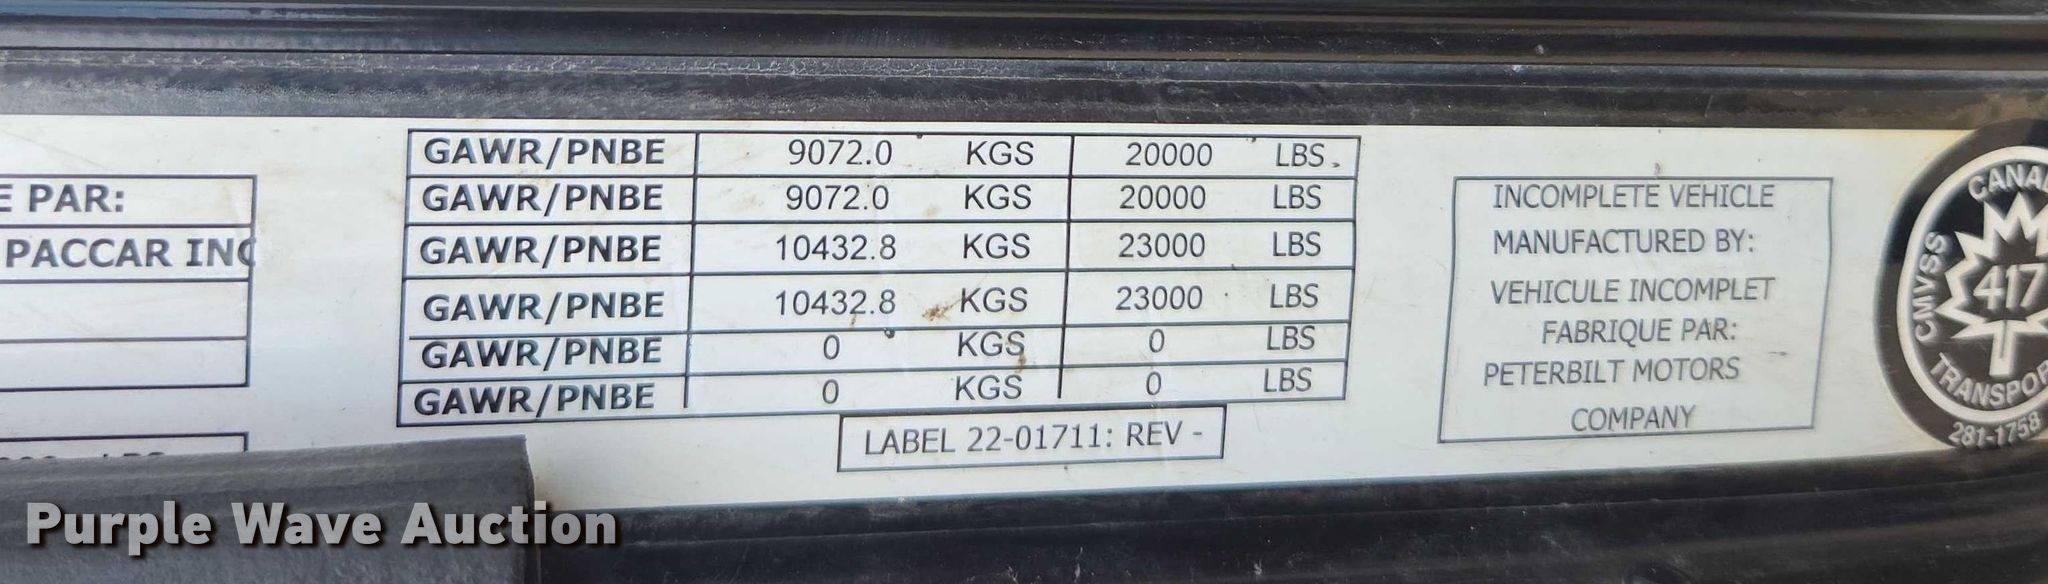 E PAR:
PACCAR INC
GAWR/PNBE 9072.0 KGS 20000 LBS
GAWR/PNBE 9072.0 KGS 20000 LBS
GAWR/PNBE 10432.8 KGS 23000 LBS
GAWR/PNBE 10432.8 KGS 23000 LBS
GAWR/PNBE 0 KGS 0 LBS
GAWR/PNBE 0 KGS 0 LBS
LABEL 22-01711: REV -
INCOMPLETE VEHICLE
MANUFACTURED BY:
VEHICULE INCOMPLET
FABRIQUE PAR:
PETERBILT MOTORS
COMPANY
CANAD
CMVSS
417
TRANSPOR
281-1758
Purple Wave Auction